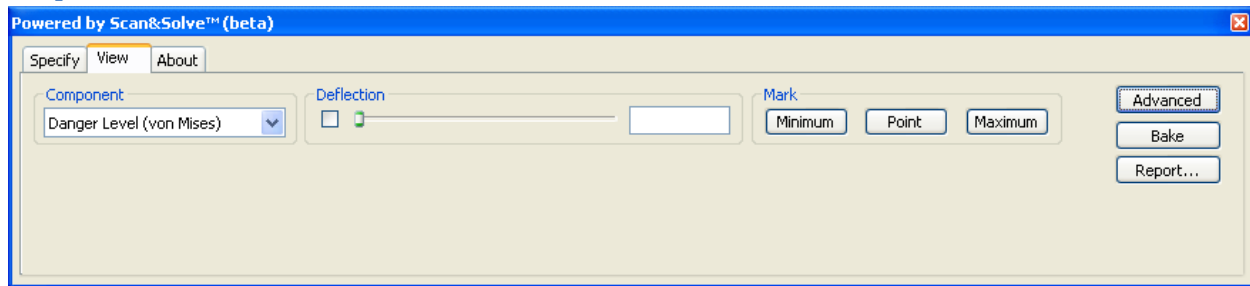 Powered by Scan&Solve™ (beta)
Specify View About
Component Deflection Mark
Danger Level (von Mises) Minimum Point Maximum Advanced
Bake
Report...